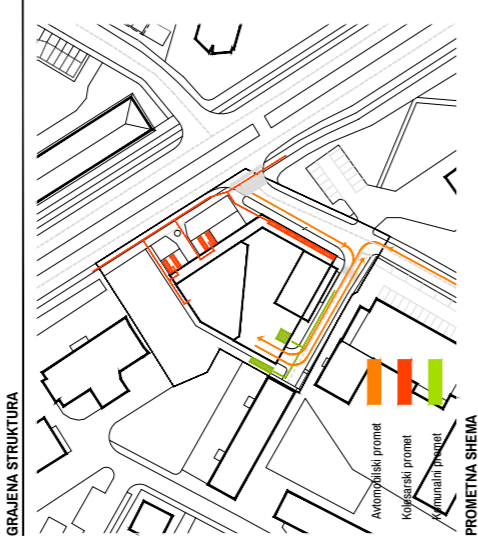 GRAJENA STRUKTURA
Avtomobilski promet
Kolesarski promet
Komunalni promet
PROMETNA SHEMA